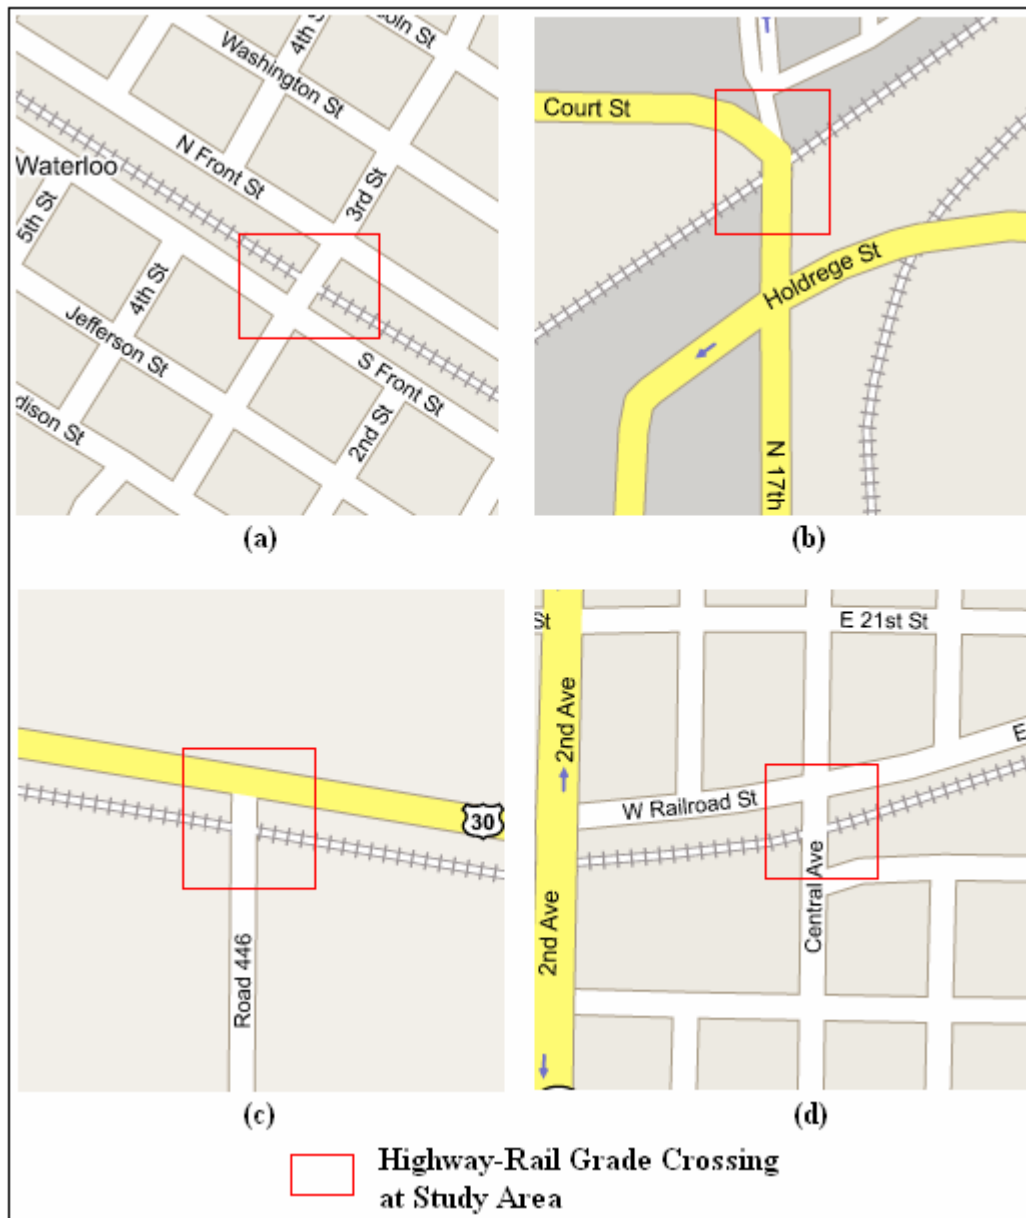 4th S
coln St
Washington St
N Front St
3rd St
Waterloo
5th St
4th St
Jefferson St
S Front St
2nd St
dison St
(a)
Court St
Holdrege St
N 17th
(b)
30
Road 446
(c)
St
E 21st St
2nd Ave
E
W Railroad St
2nd Ave
Central Ave
(d)
Highway-Rail Grade Crossing
at Study Area